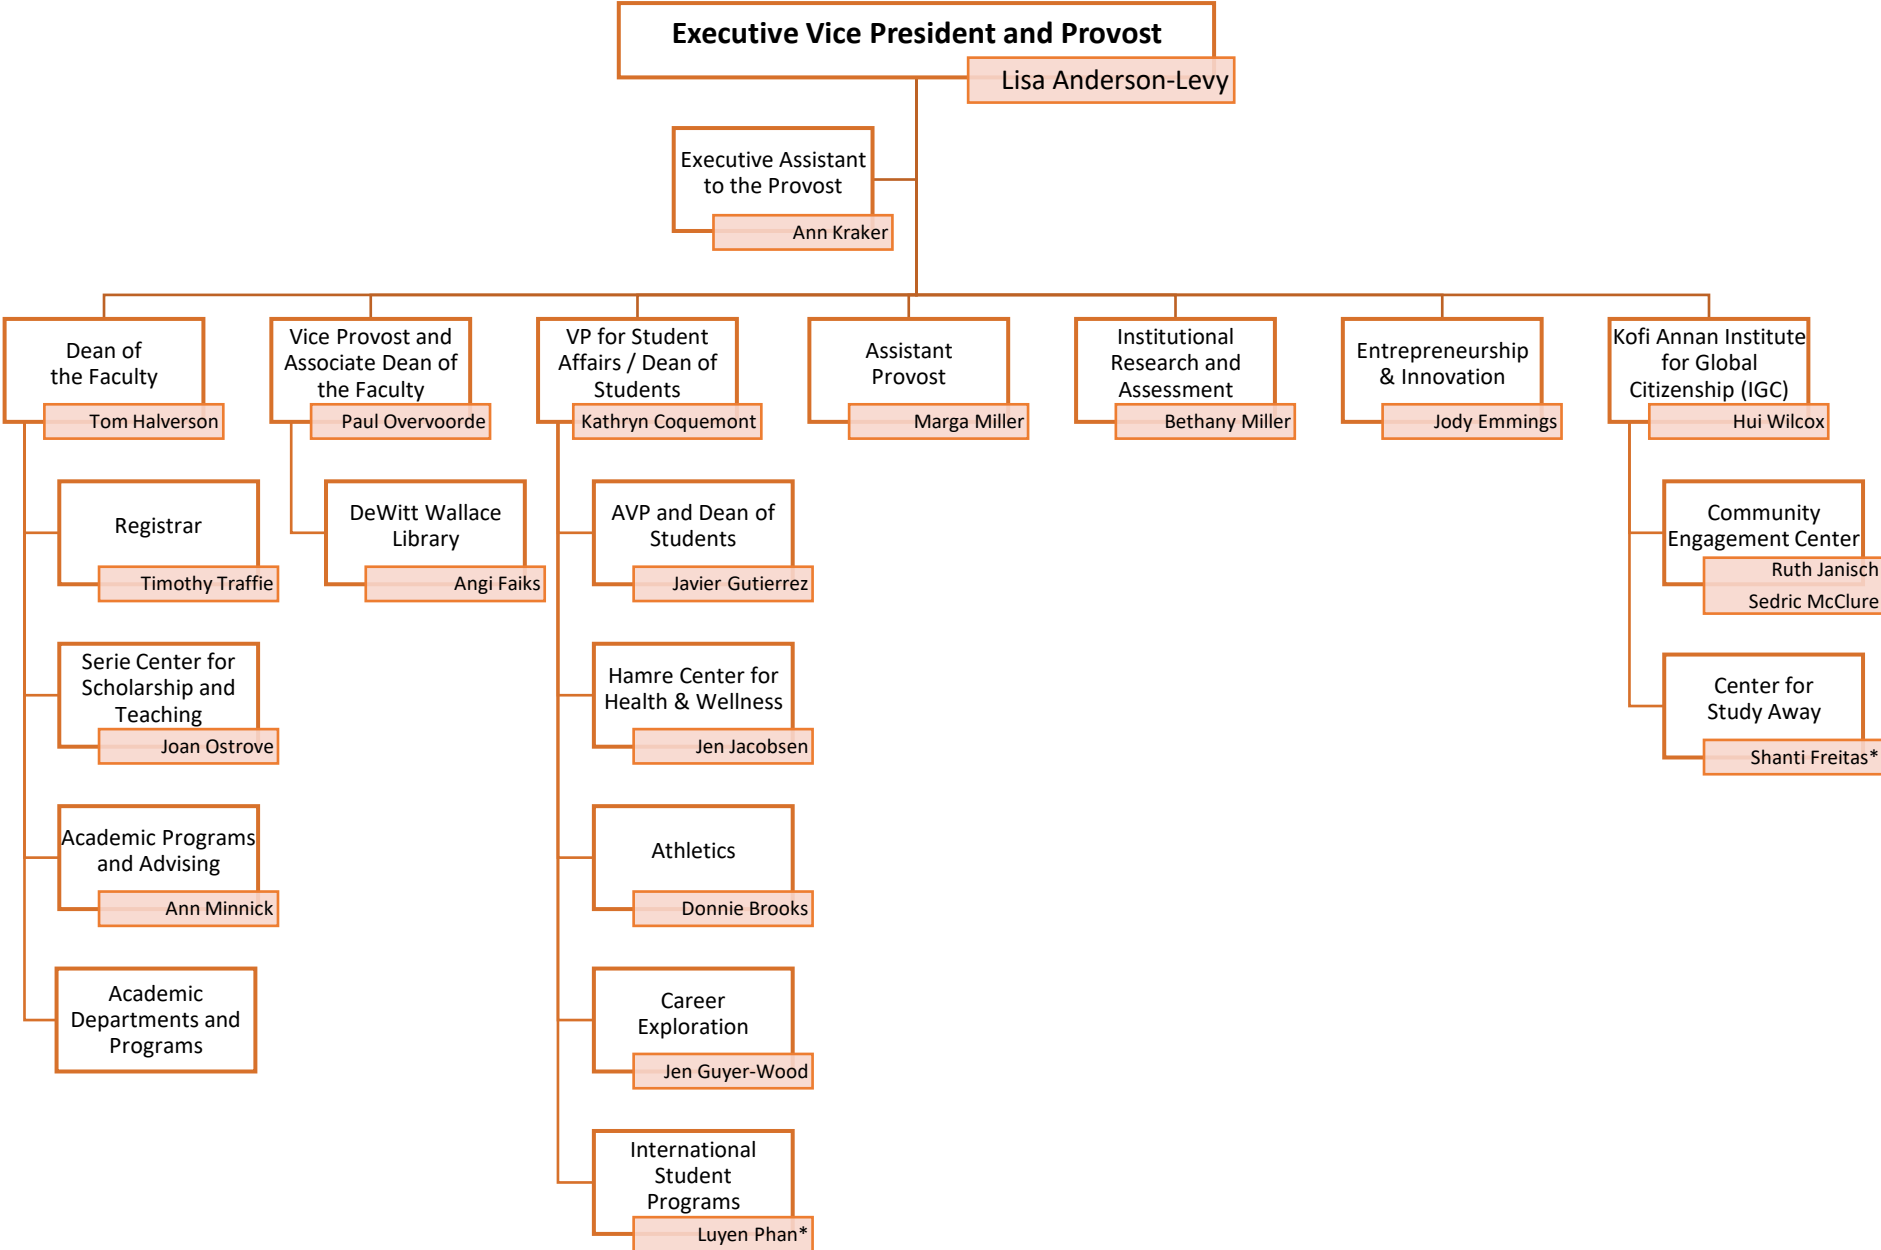 Executive Vice President and Provost
Lisa Anderson-Levy
Executive Assistant
to the Provost
Ann Kraker
Dean of
the Faculty
Tom Halverson
Registrar
Timothy Traffie
Serie Center for
Scholarship and
Teaching
Joan Ostrove
Academic Programs
and Advising
Ann Minnick
Academic
Departments and
Programs
Vice Provost and
Associate Dean of
the Faculty
Paul Overvoorde
DeWitt Wallace
Library
Angi Faiks
VP for Student
Affairs / Dean of
Students
Kathryn Coquemont
AVP and Dean of
Students
Javier Gutierrez
Hamre Center for
Health & Wellness
Jen Jacobsen
Athletics
Donnie Brooks
Career
Exploration
Jen Guyer-Wood
International
Student
Programs
Luyen Phan*
Assistant
Provost
Marga Miller
Institutional
Research and
Assessment
Bethany Miller
Entrepreneurship
& Innovation
Jody Emmings
Kofi Annan Institute
for Global
Citizenship (IGC)
Hui Wilcox
Community
Engagement Center
Ruth Janisch
Sedric McClure
Center for
Study Away
Shanti Freitas*